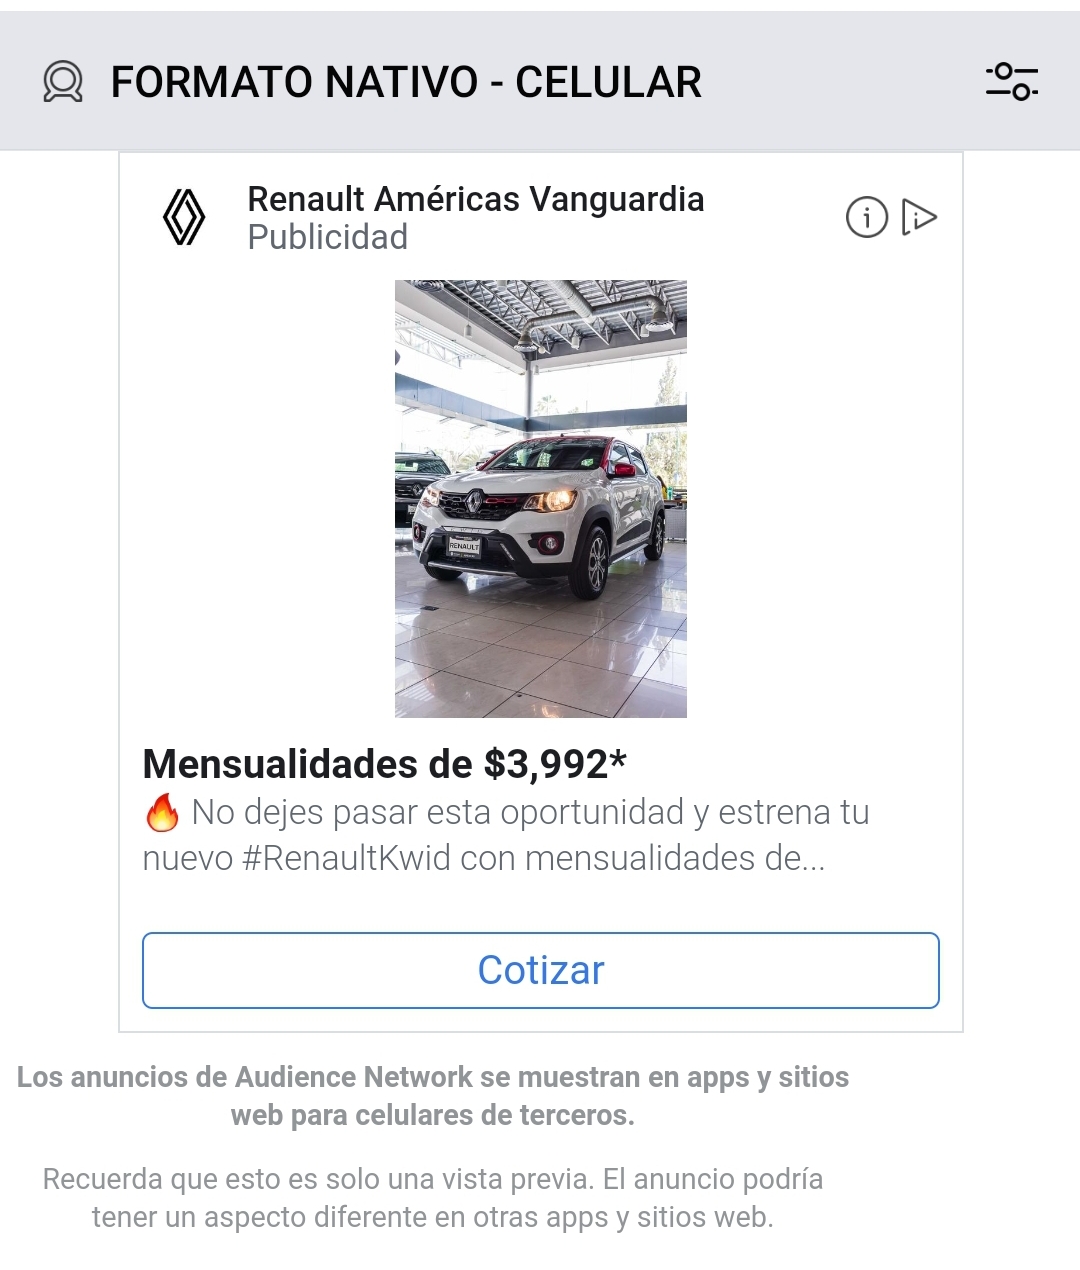 FORMATO NATIVO - CELULAR
Renault Américas Vanguardia
Publicidad
RENAULT
Mensualidades de $3,992*
🔥 No dejes pasar esta oportunidad y estrena tu
nuevo #RenaultKwid con mensualidades de...
Cotizar
Los anuncios de Audience Network se muestran en apps y sitios
web para celulares de terceros.
Recuerda que esto es solo una vista previa. El anuncio podría
tener un aspecto diferente en otras apps y sitios web.